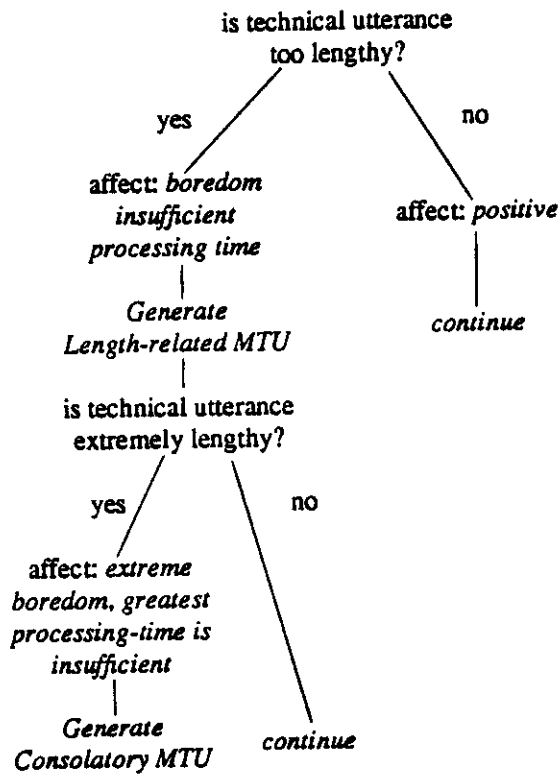 is technical utterance
too lengthy?
yes
no
affect: boredom
insufficient
processing time
affect: positive
Generate
Length-related MTU
continue
is technical utterance
extremely lengthy?
yes
no
affect: extreme
boredom, greatest
processing-time is
insufficient
Generate
Consolatory MTU
continue